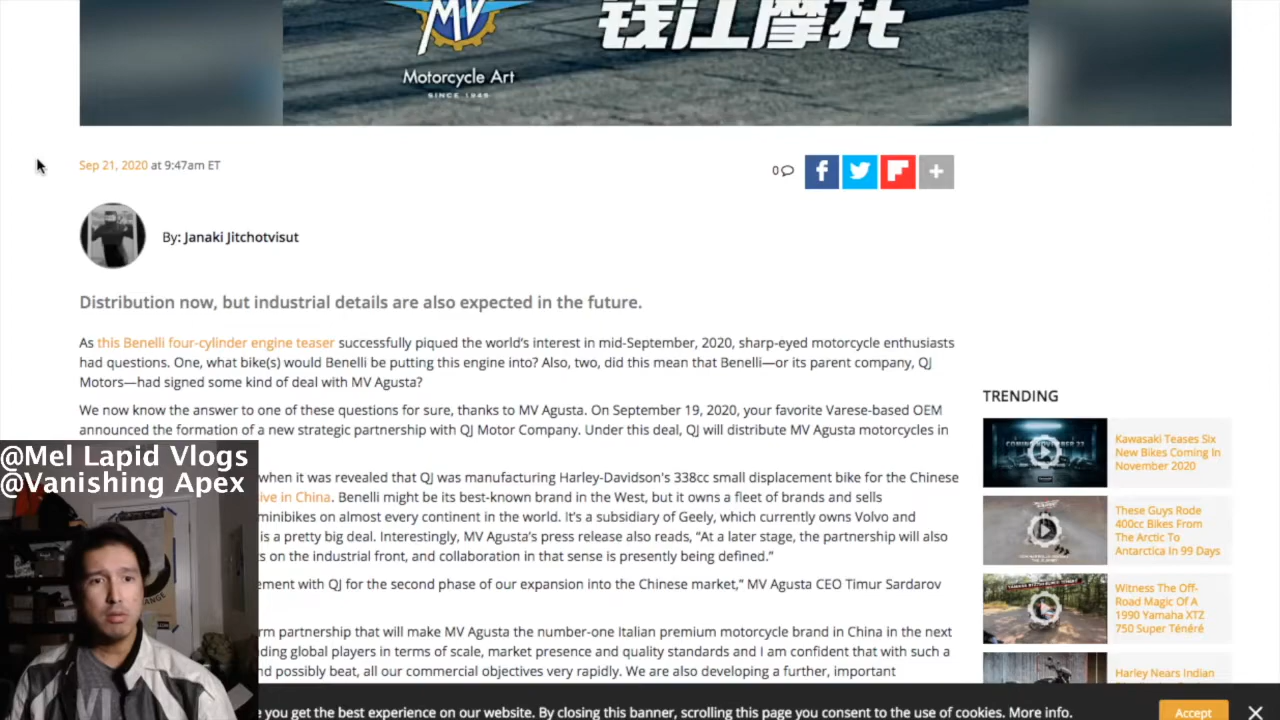 MV
钱江摩托
Motorcycle Art
SINCE 1945
Sep 21, 2020 at 9:47am ET
0
f
+
By: Janaki Jitchotvisut
Distribution now, but industrial details are also expected in the future.
As this Benelli four-cylinder engine teaser successfully piqued the world's interest in mid-September, 2020, sharp-eyed motorcycle enthusiasts
had questions. One, what bike(s) would Benelli be putting this engine into? Also, two, did this mean that Benelli—or its parent company, QJ
Motors—had signed some kind of deal with MV Agusta?
We now know the answer to one of these questions for sure, thanks to MV Agusta. On September 19, 2020, your favorite Varese-based OEM
announced the formation of a new strategic partnership with QJ Motor Company. Under this deal, QJ will distribute MV Agusta motorcycles in
when it was revealed that QJ was manufacturing Harley-Davidson's 338cc small displacement bike for the Chinese
ive in China. Benelli might be its best-known brand in the West, but it owns a fleet of brands and sells
minibikes on almost every continent in the world. It's a subsidiary of Geely, which currently owns Volvo and
is a pretty big deal. Interestingly, MV Agusta's press release also reads, "At a later stage, the partnership will also
s on the industrial front, and collaboration in that sense is presently being defined."
ement with QJ for the second phase of our expansion into the Chinese market," MV Agusta CEO Timur Sardarov
rm partnership that will make MV Agusta the number-one Italian premium motorcycle brand in China in the next
ding global players in terms of scale, market presence and quality standards and I am confident that with such a
nd possibly beat, all our commercial objectives very rapidly. We are also developing a further, important
@Mel Lapid Vlogs
@Vanishing Apex
TRENDING
Kawasaki Teases Six
New Bikes Coming In
November 2020
These Guys Rode
400cc Bikes From
The Arctic To
Antarctica In 99 Days
Witness The Off-
Road Magic Of A
1990 Yamaha XTZ
750 Super Ténéré
Harley Nears Indian
e you get the best experience on our website. By closing this banner, scrolling this page you consent to the use of cookies. More info.
Accept